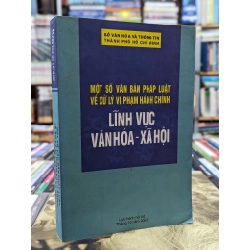 SỞ VĂN HÓA VÀ THÔNG TIN
THÀNH PHỐ HỒ CHÍ MINH
MỘT SỐ VĂN BẢN PHÁP LUẬT
VỀ XỬ LÝ VI PHẠM HÀNH CHÍNH
LĨNH VỰC
VĂN HÓA - XÃ HỘI